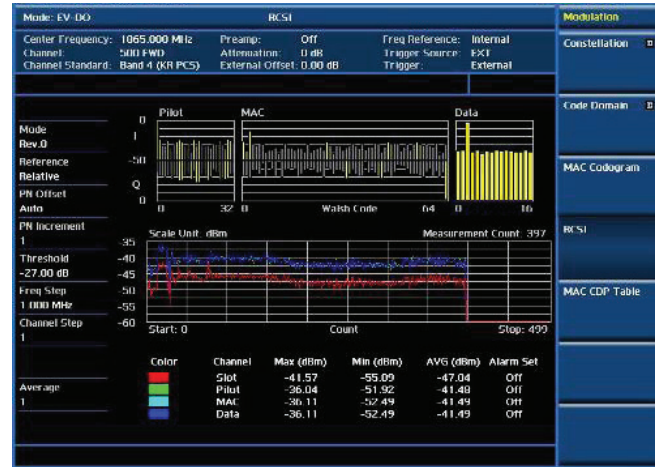 Mode: EV-DO
RCSI
Modulation
Center Frequency: 1865.000 MHz
Preamp: Off
Freq Reference: Internal
Channel: 500 FWD
Attenuation: 0 dB
Trigger Source: EXT
Channel Standard: Band 4 (KR PCS)
External Offset: 0.00 dB
Trigger: External
Constellation
Code Domain
MAC Codogram
RCSI
MAC CDP Table
Mode
Rev.0
Reference
Relative
PN Offset
Auto
PN Increment
1
Threshold
-27.00 dB
Freq Step
1.000 MHz
Channel Step
1
Average
1
Pilot MAC Data
0
I
-50
Q
0
0 32 0 Walsh Code 64 0 16
Scale Unit: dBm Measurement Count: 397
-35
-40
-45
-50
-55
-60
Start: 0 Count Stop: 499
Color Channel Max (dBm) Min (dBm) AVG (dBm) Alarm Set
Slot -41.57 -55.09 -47.04 Off
Pilot -36.04 -51.92 -41.43 Off
MAC -36.11 -52.49 -41.49 Off
Data -36.11 -52.49 -41.49 Off